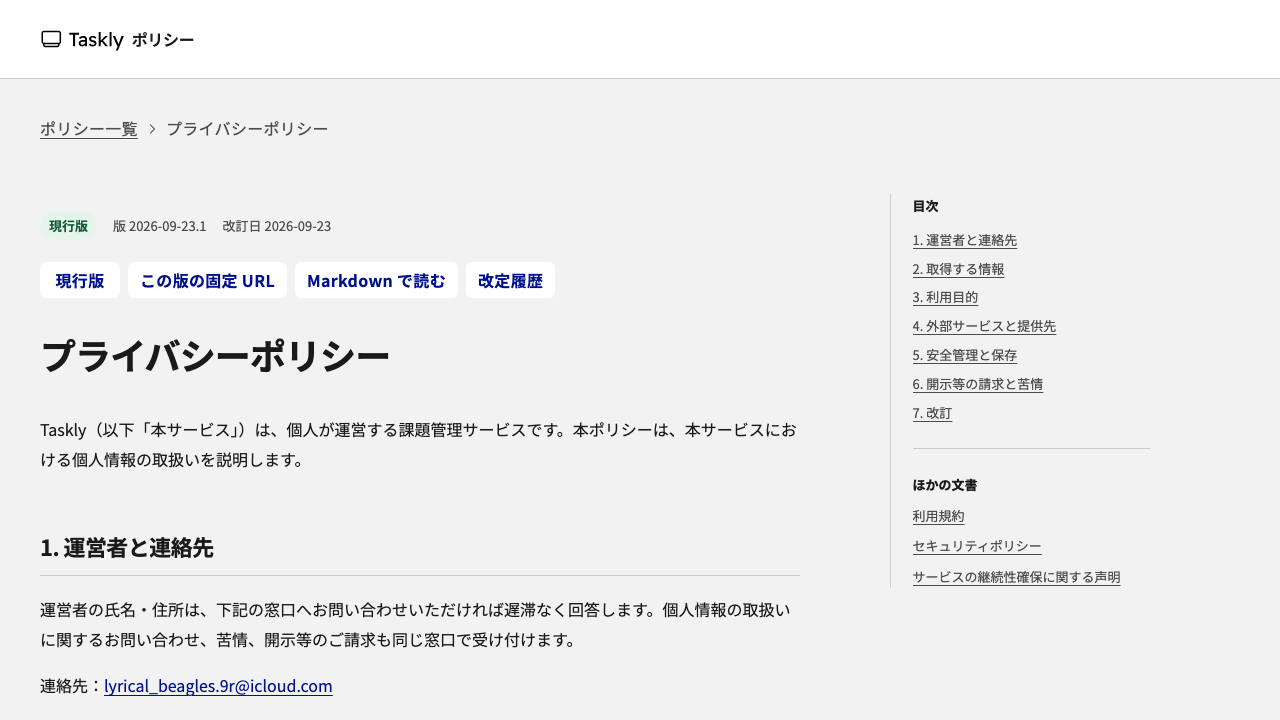 Taskly ポリシー
ポリシー一覧 > プライバシーポリシー
現行版 版 2026-09-23.1 改訂日 2026-09-23
現行版 この版の固定 URL Markdown で読む 改定履歴
プライバシーポリシー
Taskly（以下「本サービス」）は、個人が運営する課題管理サービスです。本ポリシーは、本サービスにお
ける個人情報の取扱いを説明します。
1. 運営者と連絡先
運営者の氏名・住所は、下記の窓口へお問い合わせいただければ遅滞なく回答します。個人情報の取扱い
に関するお問い合わせ、苦情、開示等のご請求も同じ窓口で受け付けます。
連絡先：lyrical_beagles.9r@icloud.com
目次
1. 運営者と連絡先
2. 取得する情報
3. 利用目的
4. 外部サービスと提供先
5. 安全管理と保存
6. 開示等の請求と苦情
7. 改訂
ほかの文書
利用規約
セキュリティポリシー
サービスの継続性確保に関する声明